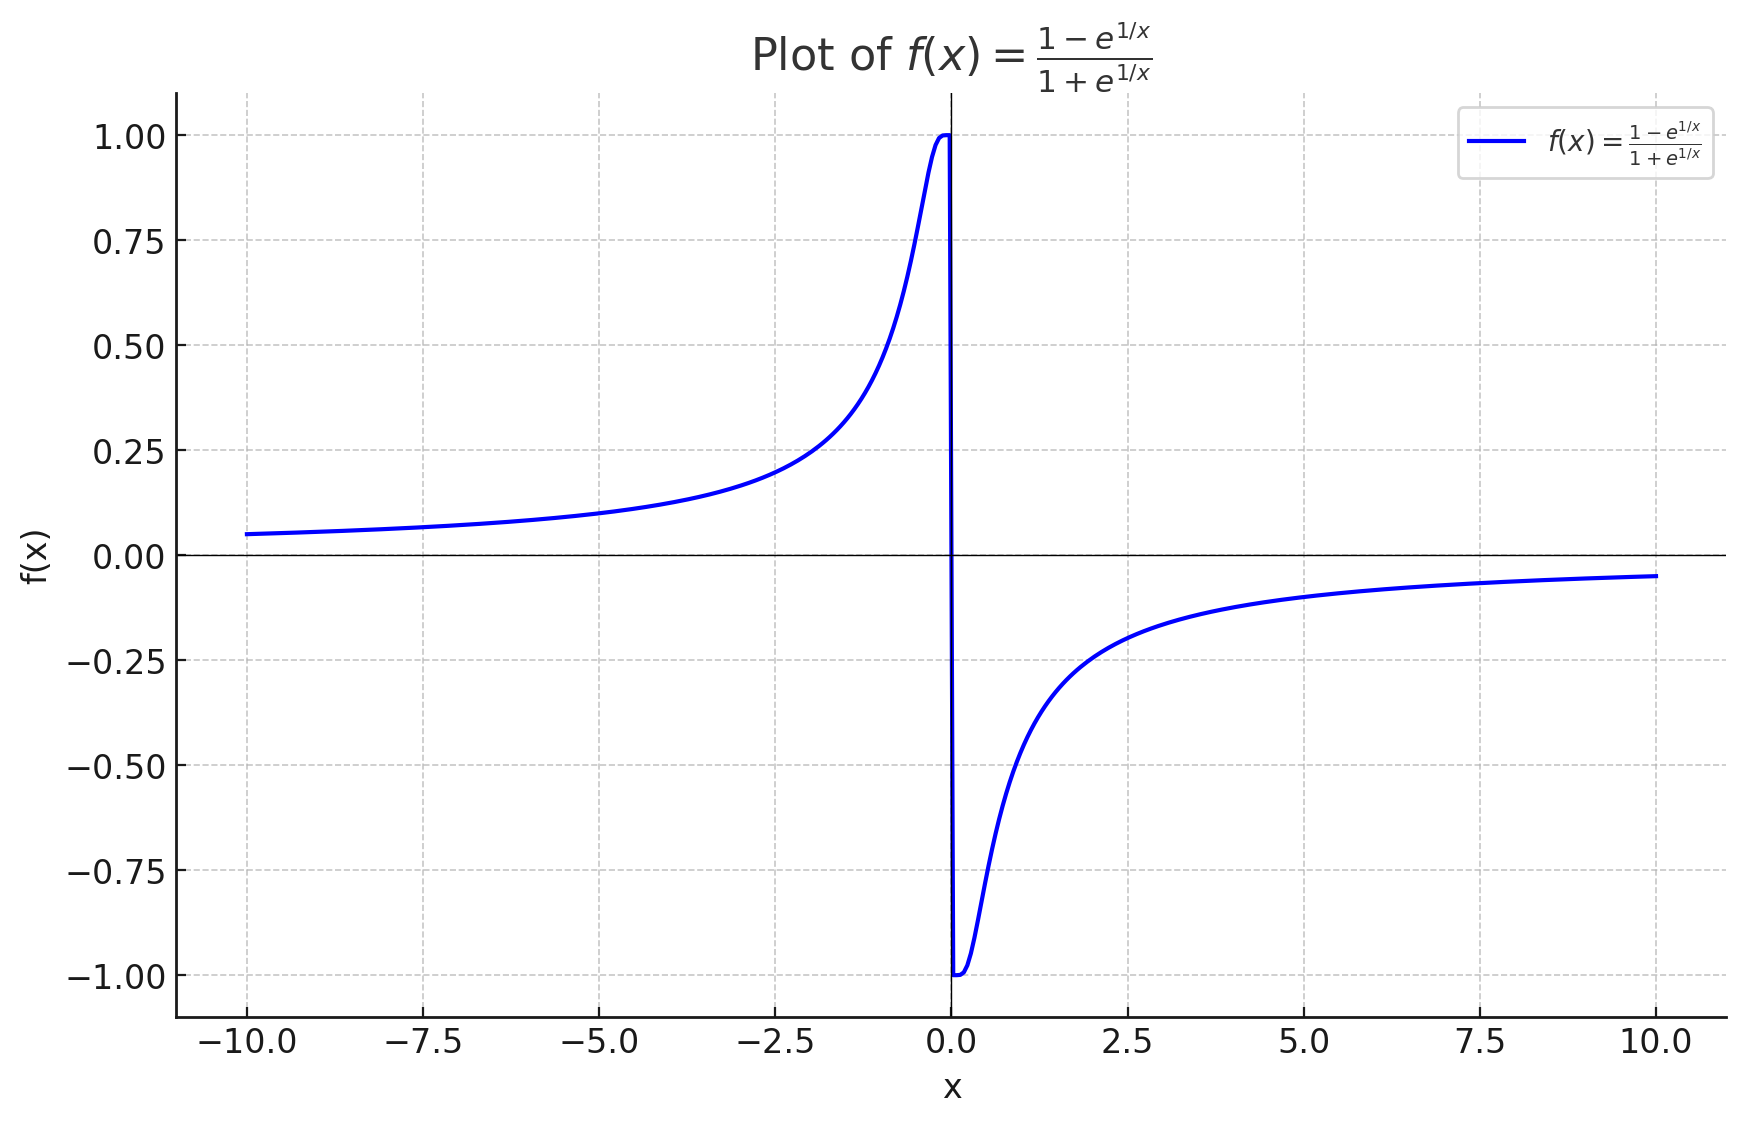 Plot of $f(x) = \frac{1 - e^{1/x}}{1 + e^{1/x}}$
$f(x) = \frac{1 - e^{1/x}}{1 + e^{1/x}}$
1.00
0.75
0.50
0.25
0.00
−0.25
−0.50
−0.75
−1.00
f(x)
−10.0 −7.5 −5.0 −2.5 0.0 2.5 5.0 7.5 10.0
x